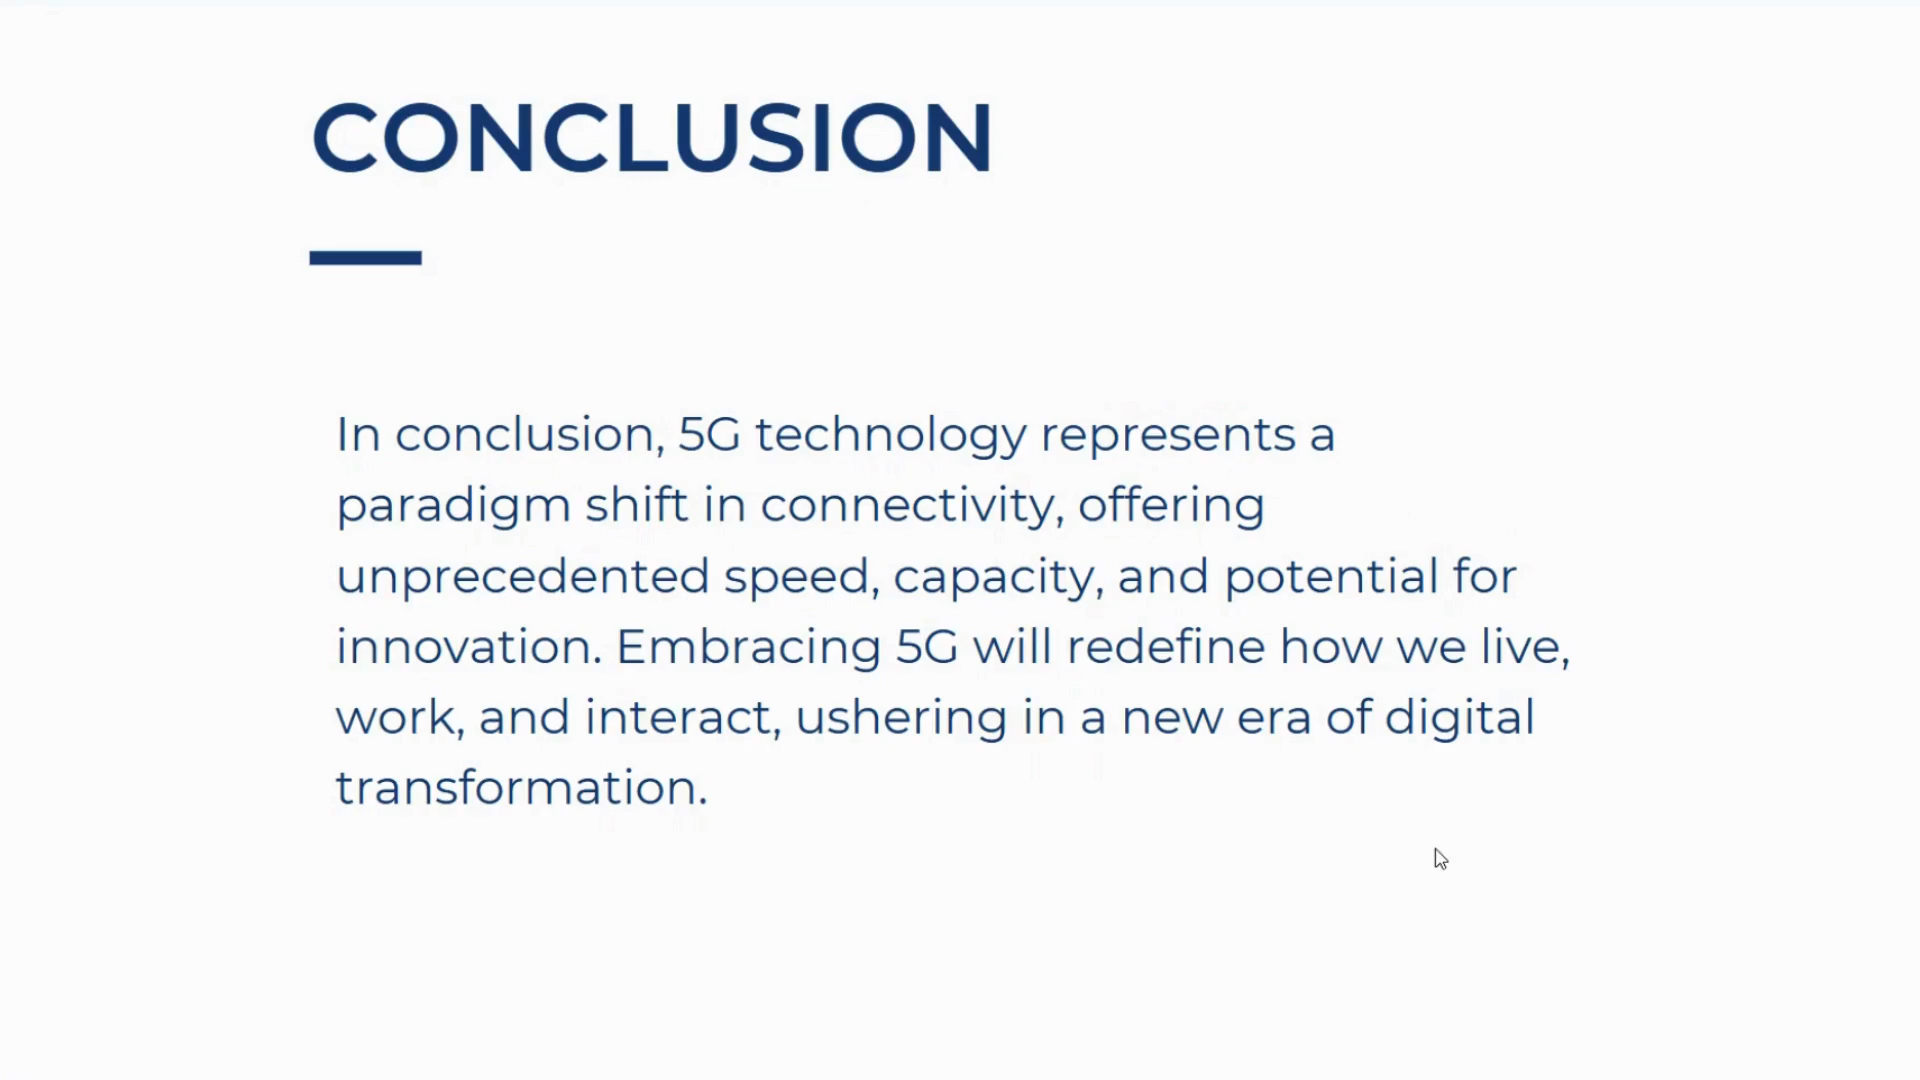 CONCLUSION
In conclusion, 5G technology represents a
paradigm shift in connectivity, offering
unprecedented speed, capacity, and potential for
innovation. Embracing 5G will redefine how we live,
work, and interact, ushering in a new era of digital
transformation.